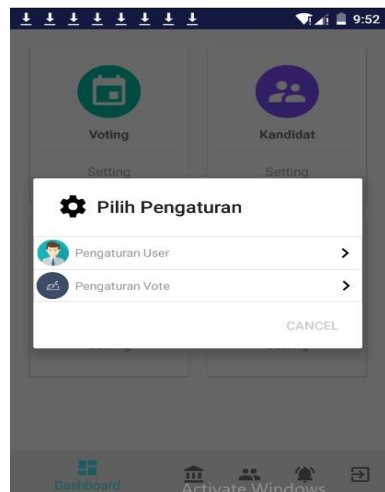 9:52
Voting
Kandidat
Setting
Setting
Pilih Pengaturan
Pengaturan User
Pengaturan Vote
CANCEL
Dashboard
Activate Windows